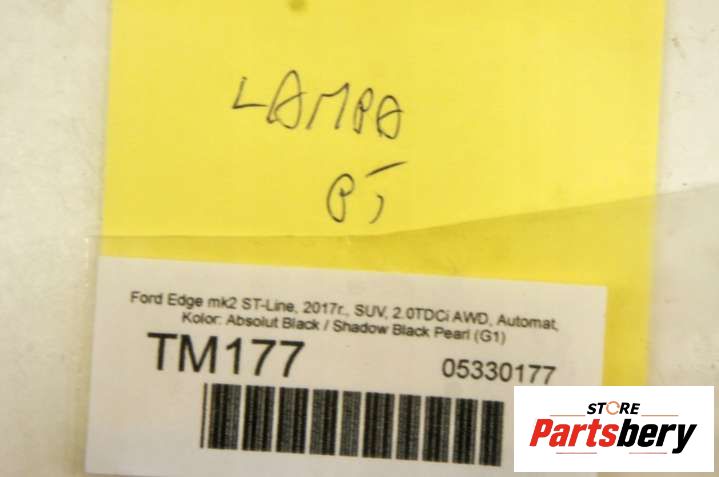 LAMPA
PT
Ford Edge mk2 ST-Line, 2017r., SUV, 2.0TDCi AWD, Automat,
Kolor: Absolut Black / Shadow Black Pearl (G1)
TM177
05330177
STORE
Partsbery